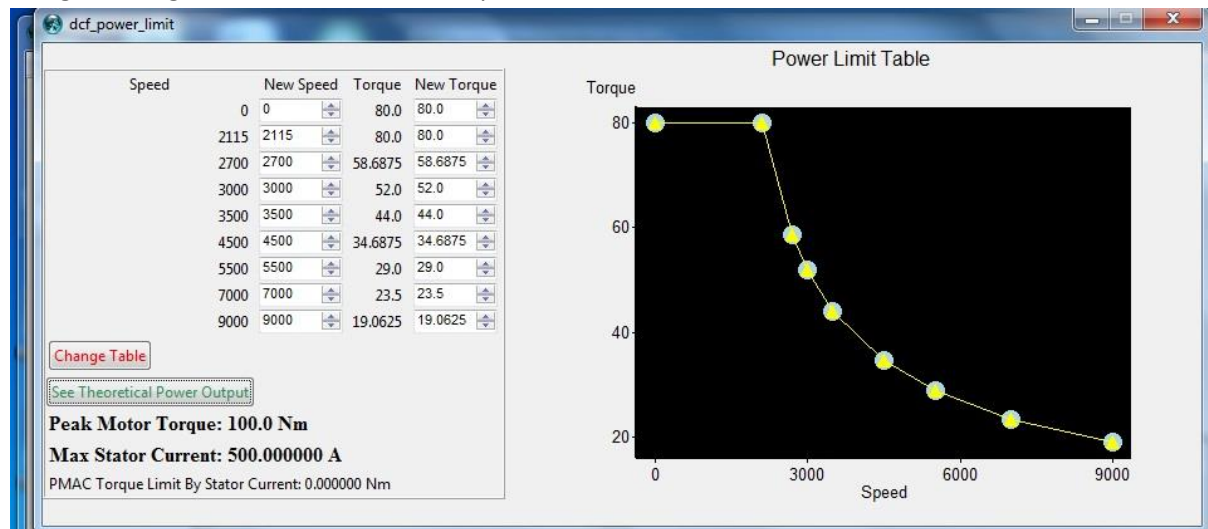 dcf_power_limit
Speed New Speed Torque New Torque
0 0 80.0 80.0
2115 2115 80.0 80.0
2700 2700 58.6875 58.6875
3000 3000 52.0 52.0
3500 3500 44.0 44.0
4500 4500 34.6875 34.6875
5500 5500 29.0 29.0
7000 7000 23.5 23.5
9000 9000 19.0625 19.0625
Change Table
See Theoretical Power Output
Peak Motor Torque: 100.0 Nm
Max Stator Current: 500.000000 A
PMAC Torque Limit By Stator Current: 0.000000 Nm
Power Limit Table
Torque
80
60
40
20
0 3000 6000 9000
Speed